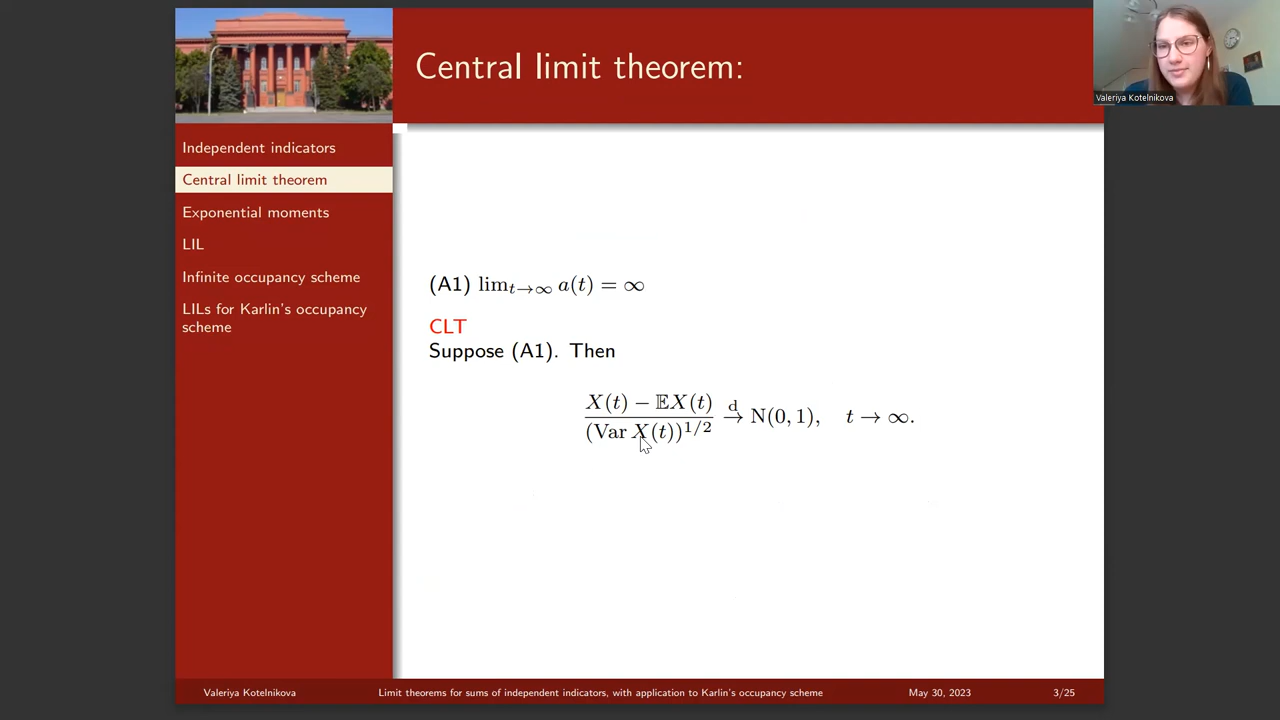 Central limit theorem:
Valeriya Kotelnikova
Independent indicators
Central limit theorem
Exponential moments
LIL
Infinite occupancy scheme
LILs for Karlin's occupancy
scheme
(A1) lim_{t→∞} a(t) = ∞
CLT
Suppose (A1). Then
\frac{X(t) − 𝔼X(t)}{(Var X(t))^{1/2}} \xrightarrow{d} N(0, 1), t → ∞.
Valeriya Kotelnikova
Limit theorems for sums of independent indicators, with application to Karlin's occupancy scheme
May 30, 2023
3/25